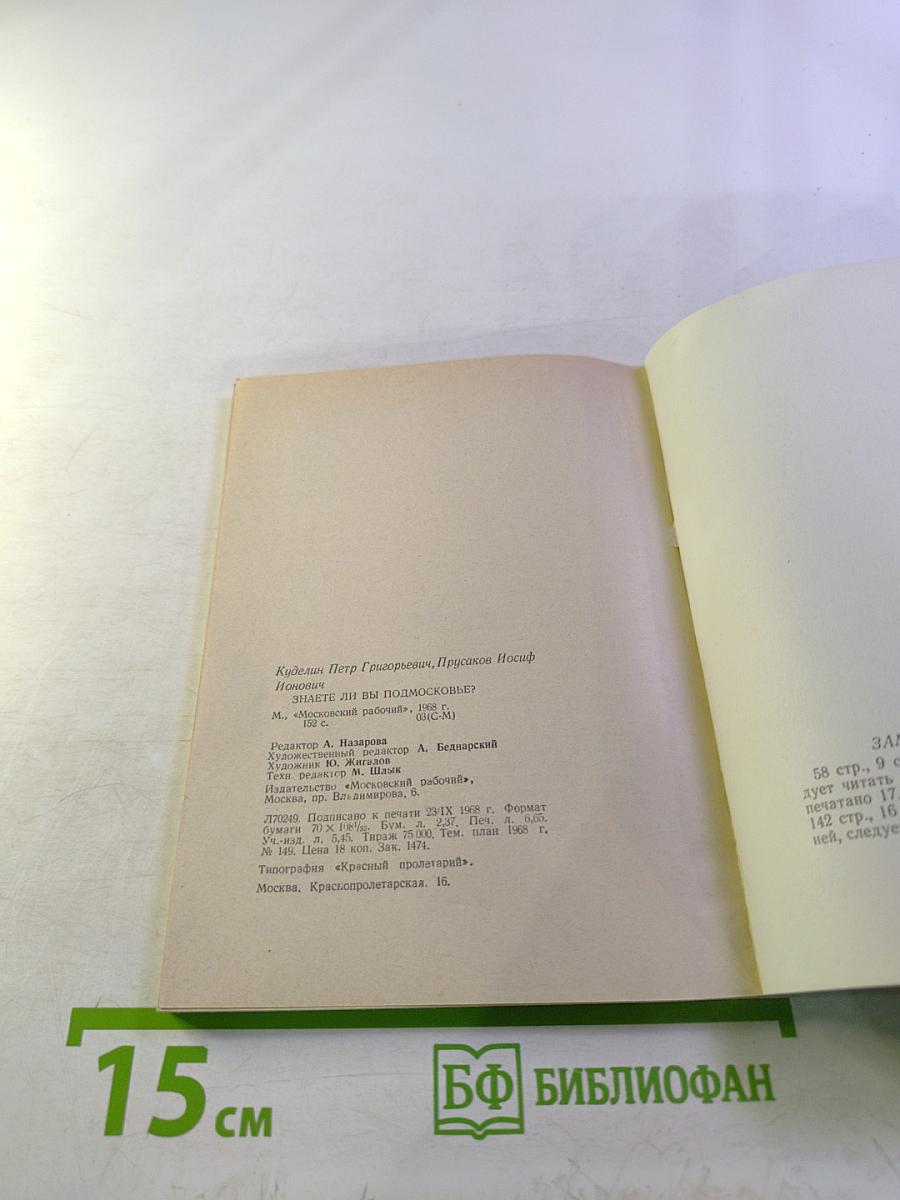 Куделин Петр Григорьевич, Прусаков Иосиф
Ионович
ЗНАЕТЕ ЛИ ВЫ ПОДМОСКОВЬЕ?
М., «Московский рабочий», 1968 г.
152 с. 03(С-М)
Редактор А. Назарова
Художественный редактор А. Бедварский
Художник Ю. Жигалов
Техн. редактор М. Шлык
Издательство «Московский рабочий»,
Москва, пр. Владимирова, 6.
Л70249. Подписано к печати 23/IX 1968 г. Формат
бумаги 70 × 108¹/₃₂. Бум. л. 2,37. Печ. л. 6,65.
Уч.-изд. л. 5,45. Тираж 75 000. Тем. план 1968 г.
№ 149. Цена 18 коп. Зак. 1474.
Типография «Красный пролетарий».
Москва, Краснопролетарская, 16.
ЗАМ
58 стр., 9 с
дует читать
печатано 17.
142 стр., 16
ней, следуе
15 см
БФ БИБЛИОФАН